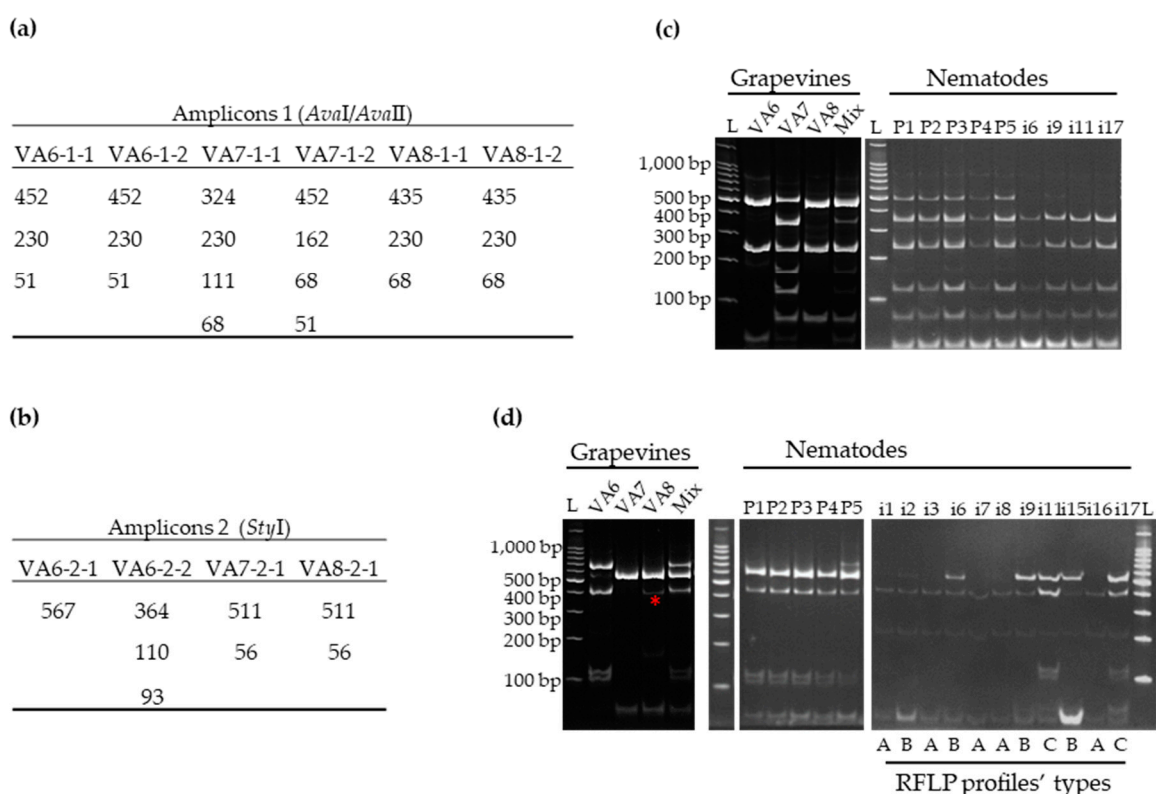 (a)
Amplicons 1 (AvaI/AvaII)
VA6-1-1 VA6-1-2 VA7-1-1 VA7-1-2 VA8-1-1 VA8-1-2
452 452 324 452 435 435
230 230 230 162 230 230
51 51 111 68 68 68
68 51
(b)
Amplicons 2 (StyI)
VA6-2-1 VA6-2-2 VA7-2-1 VA8-2-1
567 364 511 511
110 56 56
93
(c)
Grapevines Nematodes
L VA6 VA7 VA8 Mix L P1 P2 P3 P4 P5 i6 i9 i11 i17
1,000 bp
500 bp
400 bp
300 bp
200 bp
100 bp
(d)
Grapevines Nematodes
L VA6 VA7 VA8 Mix P1 P2 P3 P4 P5 i1 i2 i3 i6 i7 i8 i9 i11 i15 i16 i17 L
1,000 bp
500 bp
400 bp
*
300 bp
200 bp
100 bp
A B A B A A B C B A C
RFLP profiles’ types